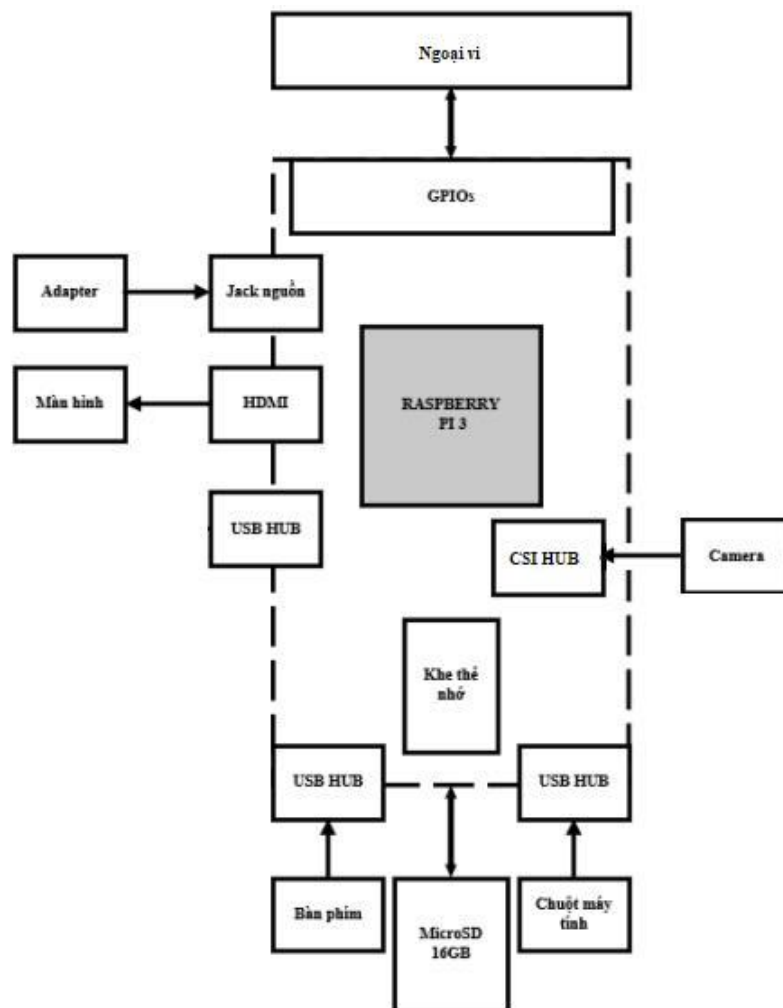 Ngoại vi
GPIOs
Adapter
Jack nguồn
Màn hình
HDMI
RASPBERRY
PI 3
USB HUB
CSI HUB
Camera
Khe thẻ
nhớ
USB HUB
USB HUB
Bàn phím
MicroSD
16GB
Chuột máy
tính